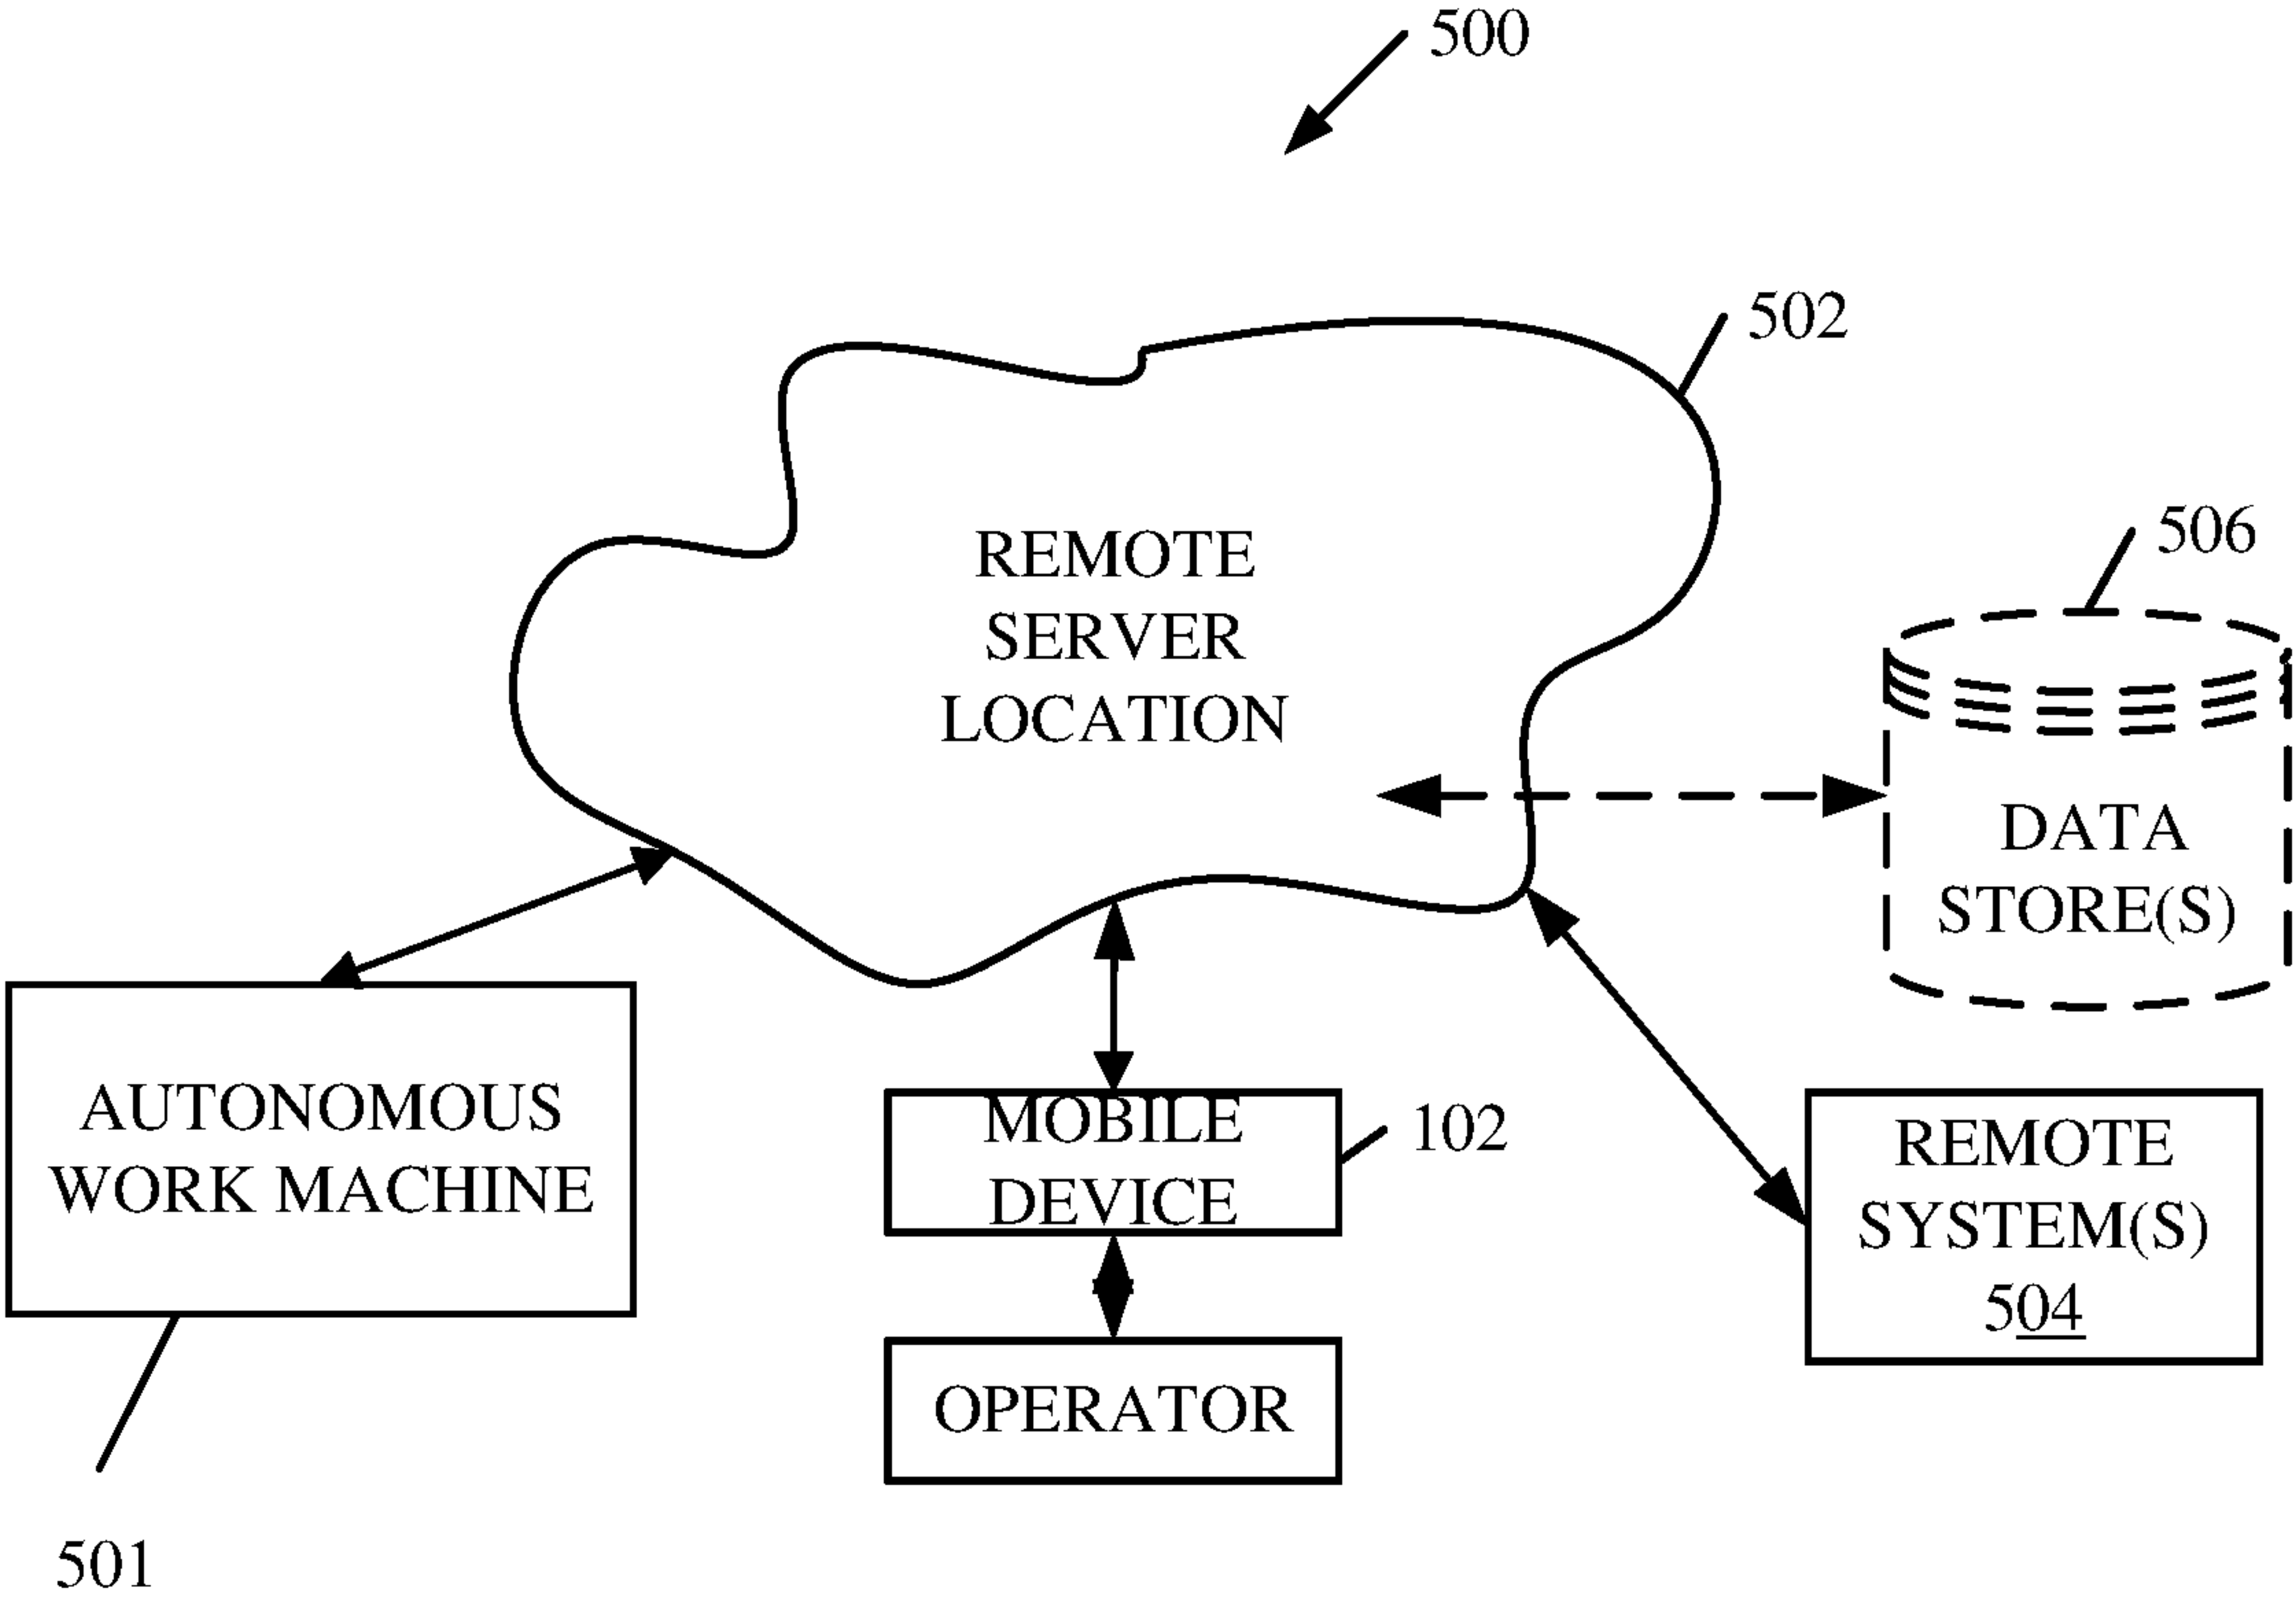 500
502
REMOTE
SERVER
LOCATION
506
DATA
STORE(S)
AUTONOMOUS
WORK MACHINE
501
MOBILE
DEVICE
102
OPERATOR
REMOTE
SYSTEM(S)
504